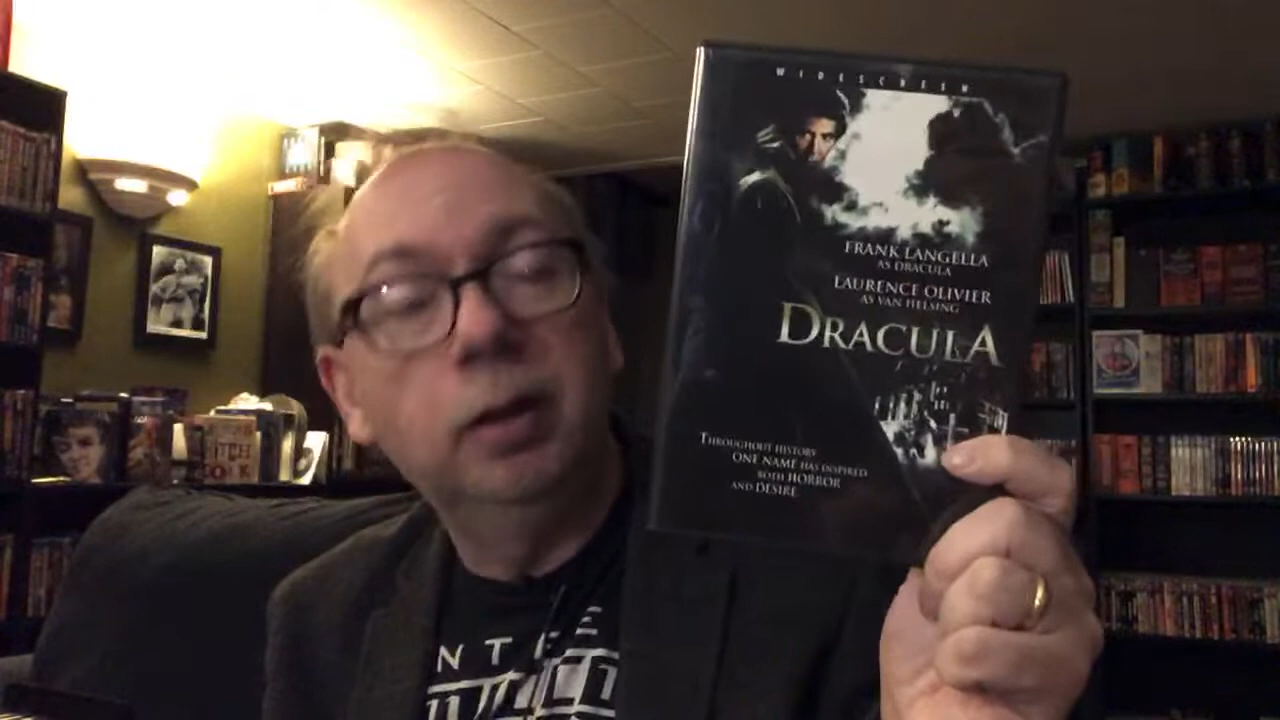 WIDESCREEN
FRANK LANGELLA
AS DRACULA
LAURENCE OLIVIER
AS VAN HELSING
DRACULA
THROUGHOUT HISTORY
ONE NAME HAS INSPIRED
BOTH HORROR
AND DESIRE